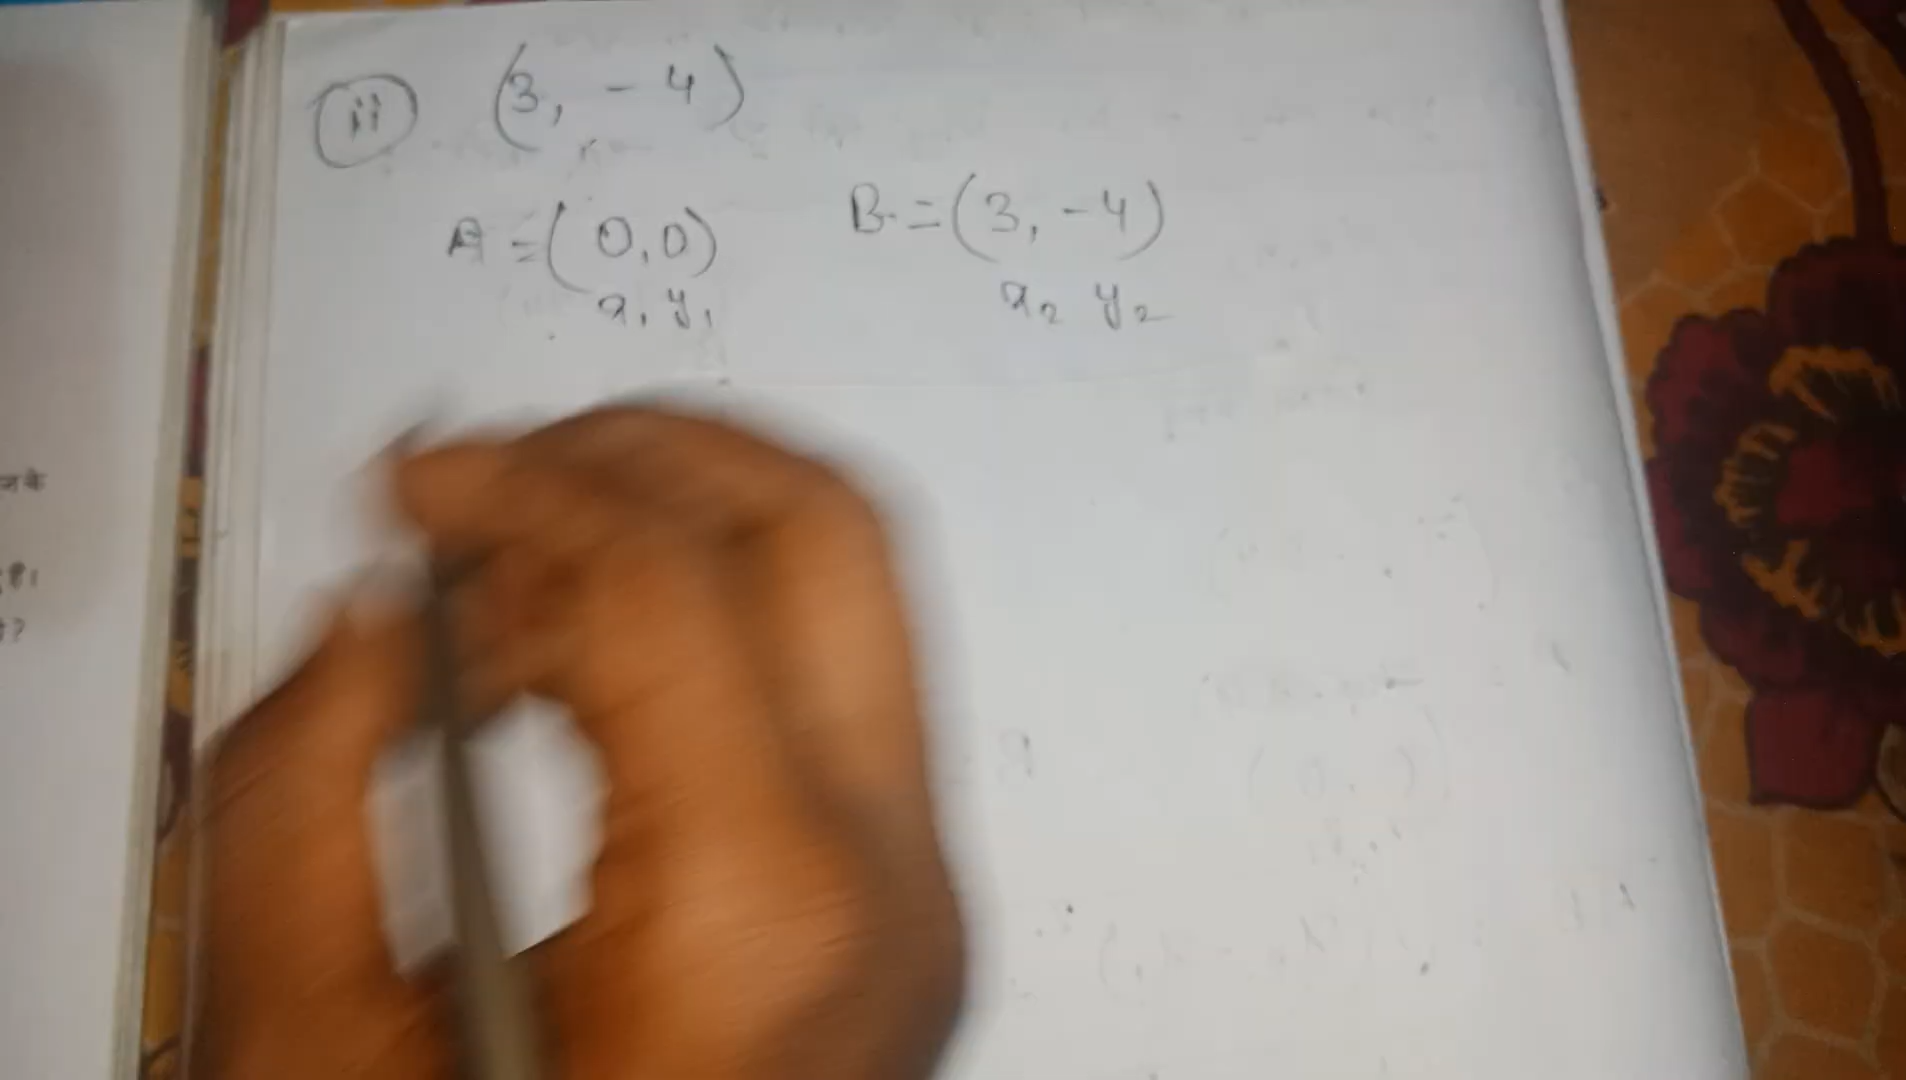 ii (3, - 4)
A = (0, 0) B = (3, -4)
x₁ y₁ x₂ y₂
है।